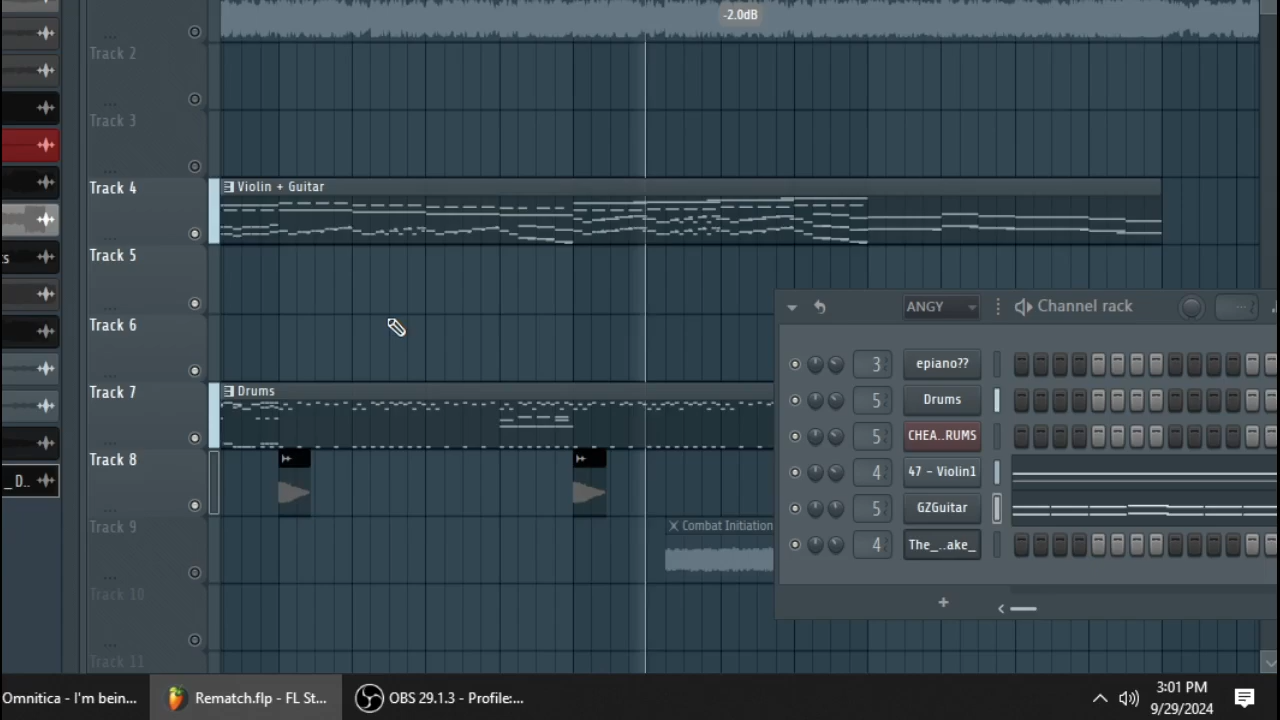 -2.0dB
Track 2
Track 3
Track 4
Violin + Guitar
Track 5
Track 6
Track 7
Drums
Track 8
Track 9
Combat Initiation
Track 10
Track 11
s
_D..
ANGY
Channel rack
3 epiano??
5 Drums
5 CHEA..RUMS
4 47 - Violin1
5 GZGuitar
4 The_..ake_
+
Omnitica - I'm bein...
Rematch.flp - FL St...
OBS 29.1.3 - Profile:...
3:01 PM
9/29/2024